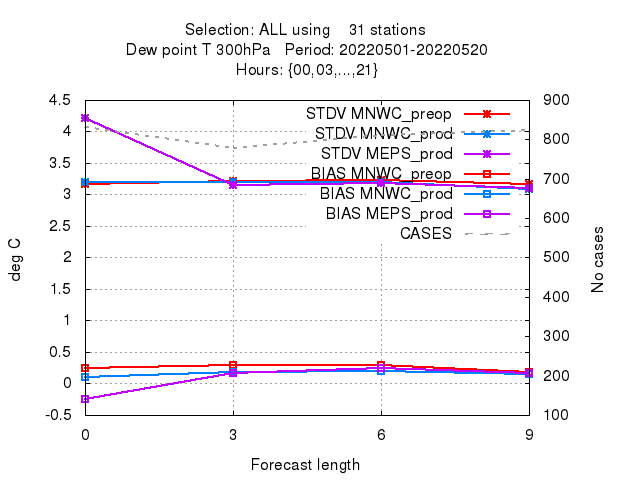 Selection: ALL using 31 stations
Dew point T 300hPa Period: 20220501-20220520
Hours: {00,03,...,21}
4.5 900
STDV MNWC_preop
4 800
STDV MNWC_prod
STDV MEPS_prod
3.5 700
BIAS MNWC_preop
3 600
BIAS MNWC_prod
BIAS MEPS_prod
2.5
CASES
deg C
No cases
2 500
1.5 400
1 300
0.5 200
0
-0.5 100
0 3 6 9
Forecast length